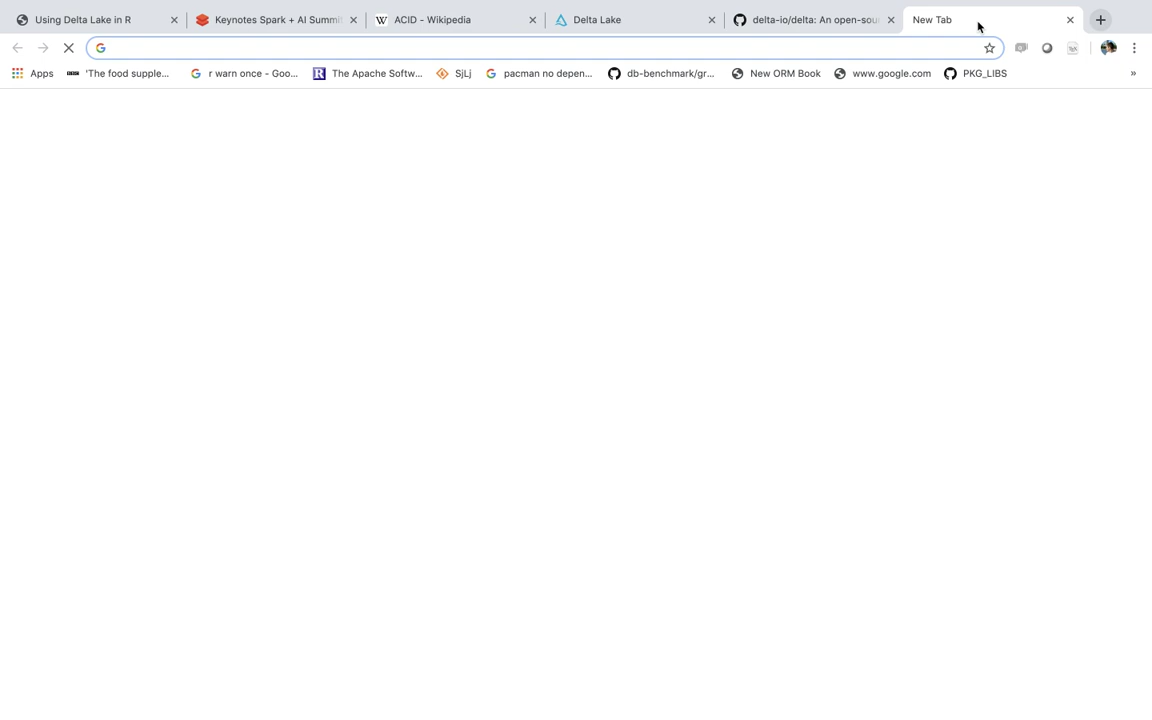 Using Delta Lake in R
Keynotes Spark + AI Summi
ACID - Wikipedia
Delta Lake
delta-io/delta: An open-sou
New Tab
Apps
'The food supple...
r warn once - Goo...
The Apache Softw...
SjLj
pacman no depen...
db-benchmark/gr...
New ORM Book
www.google.com
PKG_LIBS
»